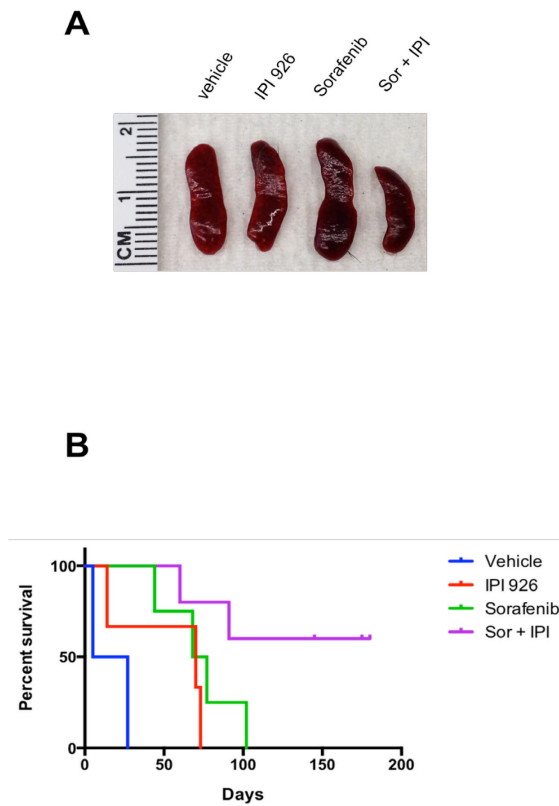 A
vehicle
IPI 926
Sorafenib
Sor + IPI
2
1
CM
B
Percent survival
100
50
0
0 50 100 150 200
Days
Vehicle
IPI 926
Sorafenib
Sor + IPI